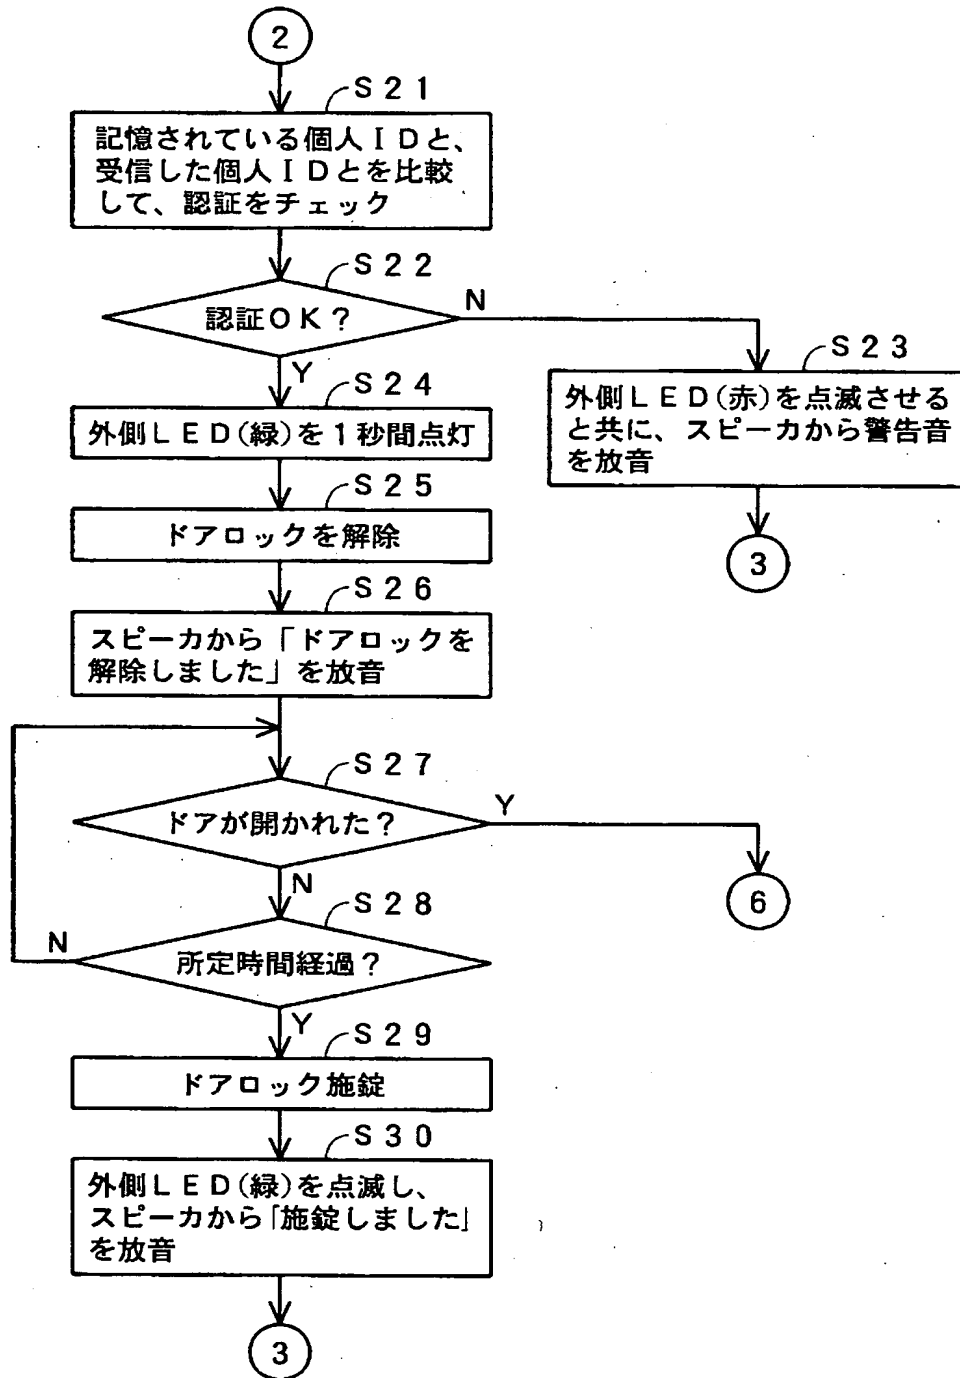 2
S21
記憶されている個人IDと、
受信した個人IDとを比較
して、認証をチェック
S22
認証OK?
N
Y
S23
外側LED(赤)を点滅させる
と共に、スピーカから警告音
を放音
3
S24
外側LED(緑)を1秒間点灯
S25
ドアロックを解除
S26
スピーカから「ドアロックを
解除しました」を放音
S27
ドアが開かれた?
Y
6
N
S28
所定時間経過?
N
Y
S29
ドアロック施錠
S30
外側LED(緑)を点滅し、
スピーカから「施錠しました」
を放音
3